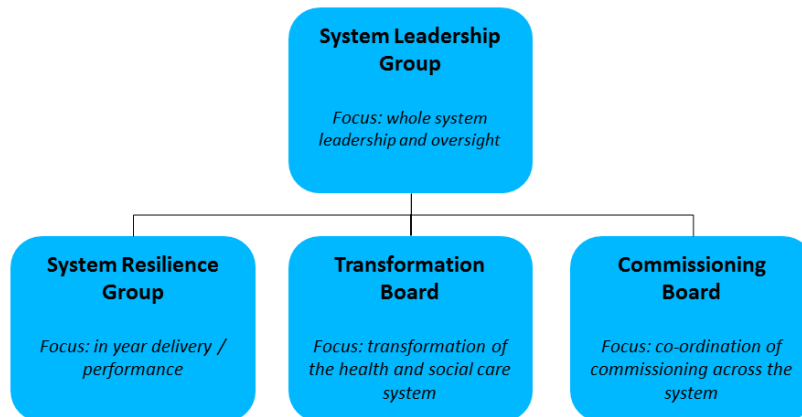 System Leadership
Group
Focus: whole system
leadership and oversight
System Resilience
Group
Focus: in year delivery /
performance
Transformation
Board
Focus: transformation of
the health and social care
system
Commissioning
Board
Focus: co-ordination of
commissioning across the
system